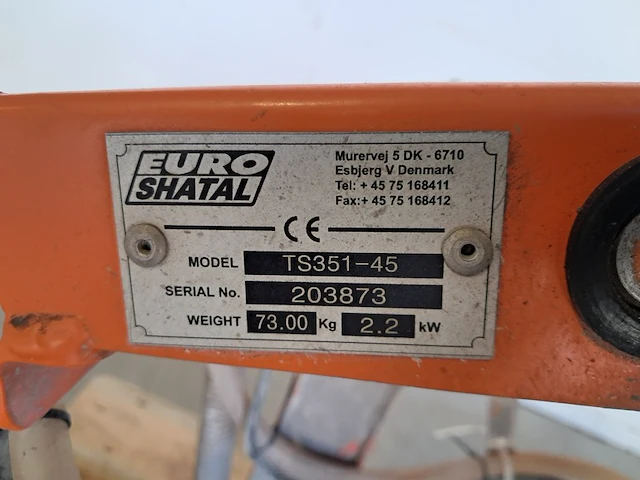 EURO
SHATAL
Murervej 5 DK - 6710
Esbjerg V Denmark
Tel: + 45 75 168411
Fax:+ 45 75 168412
CE
MODEL TS351-45
SERIAL No. 203873
WEIGHT 73.00 Kg 2.2 kW